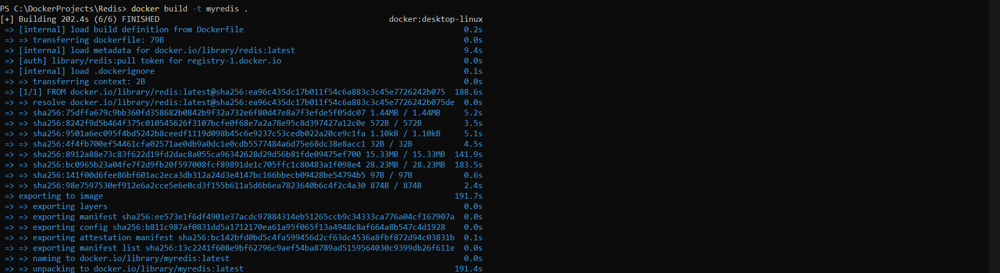 PS C:\DockerProjects\Redis> docker build -t myredis .
[+] Building 202.4s (6/6) FINISHED docker:desktop-linux
=> [internal] load build definition from Dockerfile 0.2s
=> => transferring dockerfile: 79B 0.0s
=> [internal] load metadata for docker.io/library/redis:latest 9.4s
=> [auth] library/redis:pull token for registry-1.docker.io 0.0s
=> [internal] load .dockerignore 0.1s
=> => transferring context: 2B 0.0s
=> [1/1] FROM docker.io/library/redis:latest@sha256:ea96c435dc17b011f54c6a883c3c45e7726242b075 188.6s
=> => resolve docker.io/library/redis:latest@sha256:ea96c435dc17b011f54c6a883c3c45e7726242b075de 0.0s
=> => sha256:75dffa679c9bb360fd358682b0842b9f32a732e6f80d47e8a7f3efde5f05dc07 1.44MB / 1.44MB 5.2s
=> => sha256:8242f9d5b464f375c010545626f3107bcfe0f68e7a2a78e95c8d397427a12c0e 572B / 572B 3.5s
=> => sha256:9501a6ec095f4bd5242b8ceedf1119d098b45c6e9237c53cedb022a20ce9c1fa 1.10kB / 1.10kB 5.1s
=> => sha256:4f4fb700ef54461cfa02571ae0db9a0dc1e0cdb5577484a6d75e68dc38e8acc1 32B / 32B 4.5s
=> => sha256:8912a88e73c83f622d19fd2dac8a055ca96342628d29d56b81fde09475ef700 15.33MB / 15.33MB 141.9s
=> => sha256:bc0965b23a04fe7f2d9fb20f597008fcf89891de1c705ffc1c80483a1f098e4 28.23MB / 28.23MB 183.5s
=> => sha256:141f00d6fee86bf601ac2eca3db312a24d3e4147bc166bbecb09428be54794b5 97B / 97B 0.6s
=> => sha256:98e7597530ef912e6a2cce5e6e0cd3f155b611a5d6b6ea7823640b6c4f2c4a30 874B / 874B 2.4s
=> exporting to image 191.7s
=> => exporting layers 0.0s
=> => exporting manifest sha256:ee573e1f6df4901e37acdc97884314eb51265ccb9c34333ca776a04cf167907a 0.0s
=> => exporting config sha256:b811c987af0831dd5a1712170ea61a95f065f13a4948c8af664a8b547c4d1928 0.0s
=> => exporting attestation manifest sha256:bc142bfd0bd5c4fa599456d2cf63dc4536a8fbf872d94c03831b 0.1s
=> => exporting manifest list sha256:13c2241f608e9bf62796c9aef54ba8789ad5159564030c9399db26f611e 0.0s
=> => naming to docker.io/library/myredis:latest 0.0s
=> => unpacking to docker.io/library/myredis:latest 191.4s